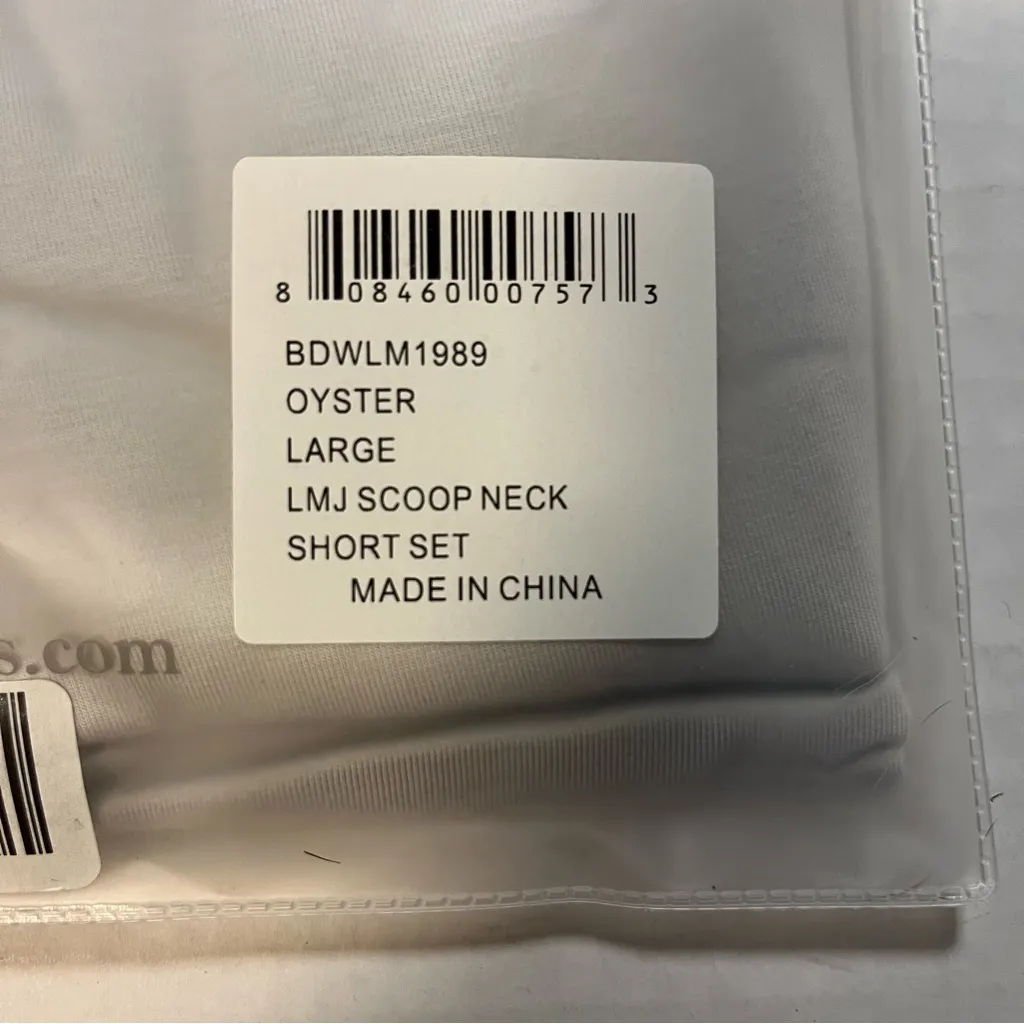 8 08460 00757 3
BDWLM1989
OYSTER
LARGE
LMJ SCOOP NECK
SHORT SET
MADE IN CHINA
s.com